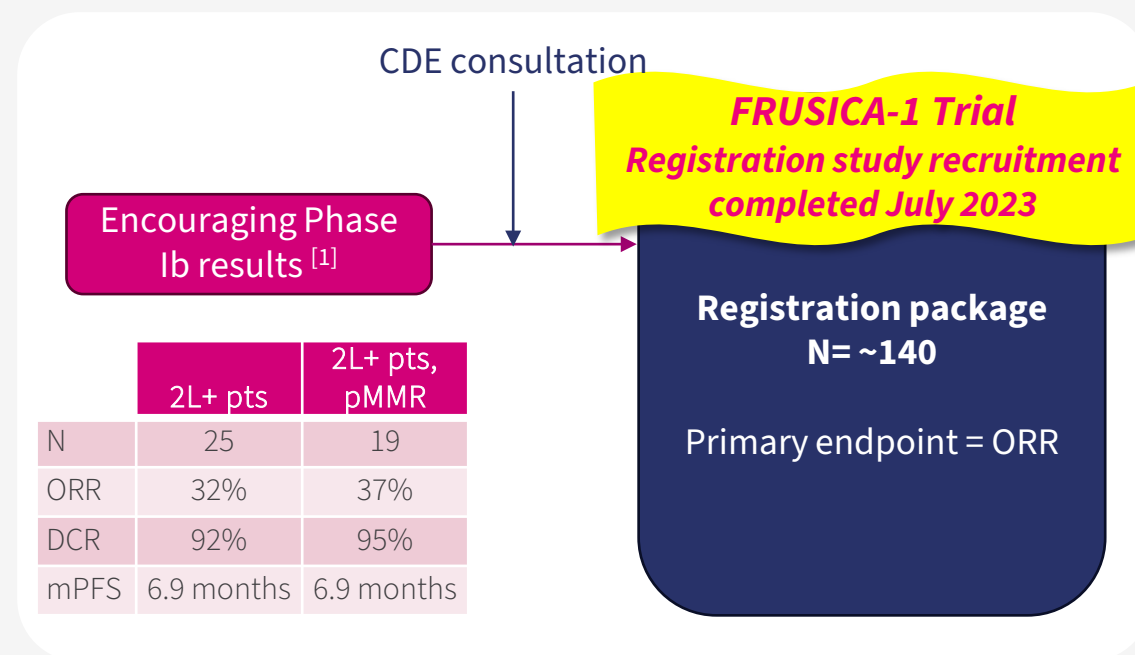 CDE consultation
FRUSICA-1 Trial
Registration study recruitment
completed July 2023
Encouraging Phase
Ib results [1]
Registration package
N= ~140
Primary endpoint = ORR
2L+ pts 2L+ pts,
pMMR
N 25 19
ORR 32% 37%
DCR 92% 95%
mPFS 6.9 months 6.9 months